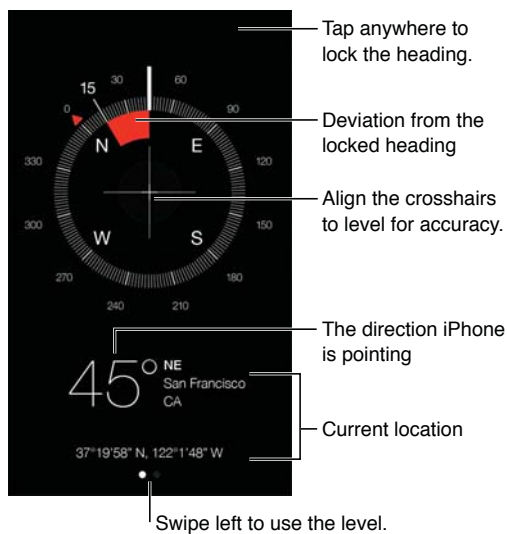 Tap anywhere to
lock the heading.
15
30
60
0
90
N
E
Deviation from the
locked heading
330
120
Align the crosshairs
to level for accuracy.
300
150
W
S
270
180
240
210
The direction iPhone
is pointing
45° NE
San Francisco
CA
Current location
37°19'58" N, 122°1'48" W
Swipe left to use the level.